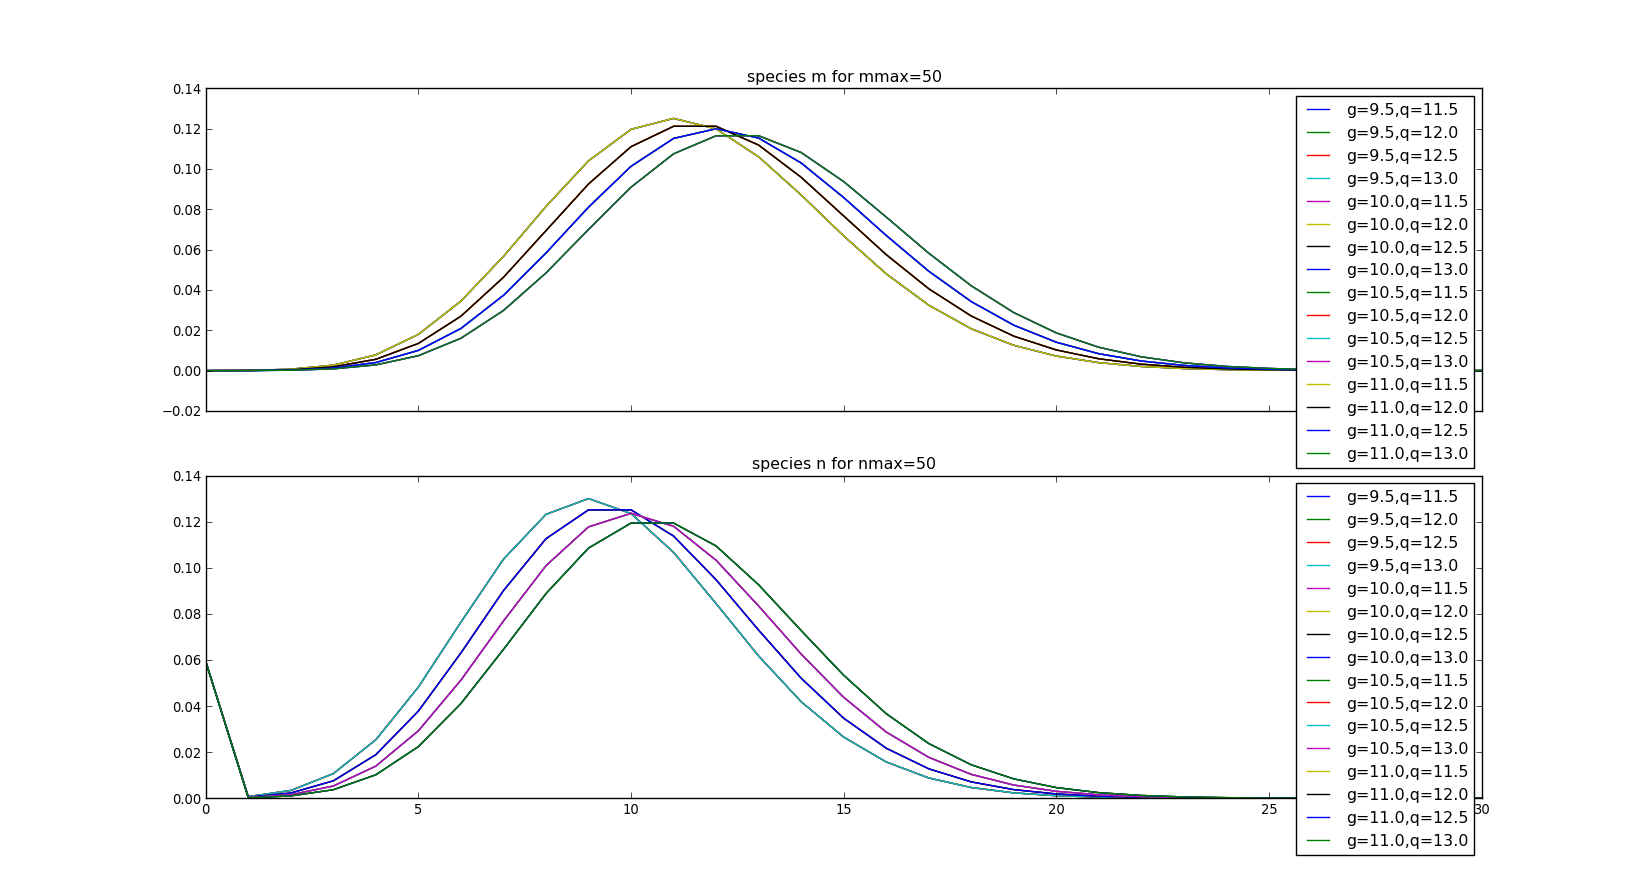 species m for mmax=50
0.14
0.12
0.10
0.08
0.06
0.04
0.02
0.00
−0.02
g=9.5,q=11.5
g=9.5,q=12.0
g=9.5,q=12.5
g=9.5,q=13.0
g=10.0,q=11.5
g=10.0,q=12.0
g=10.0,q=12.5
g=10.0,q=13.0
g=10.5,q=11.5
g=10.5,q=12.0
g=10.5,q=12.5
g=10.5,q=13.0
g=11.0,q=11.5
g=11.0,q=12.0
g=11.0,q=12.5
g=11.0,q=13.0
species n for nmax=50
0.14
0.12
0.10
0.08
0.06
0.04
0.02
0.00
g=9.5,q=11.5
g=9.5,q=12.0
g=9.5,q=12.5
g=9.5,q=13.0
g=10.0,q=11.5
g=10.0,q=12.0
g=10.0,q=12.5
g=10.0,q=13.0
g=10.5,q=11.5
g=10.5,q=12.0
g=10.5,q=12.5
g=10.5,q=13.0
g=11.0,q=11.5
g=11.0,q=12.0
g=11.0,q=12.5
g=11.0,q=13.0
0 5 10 15 20 25 30